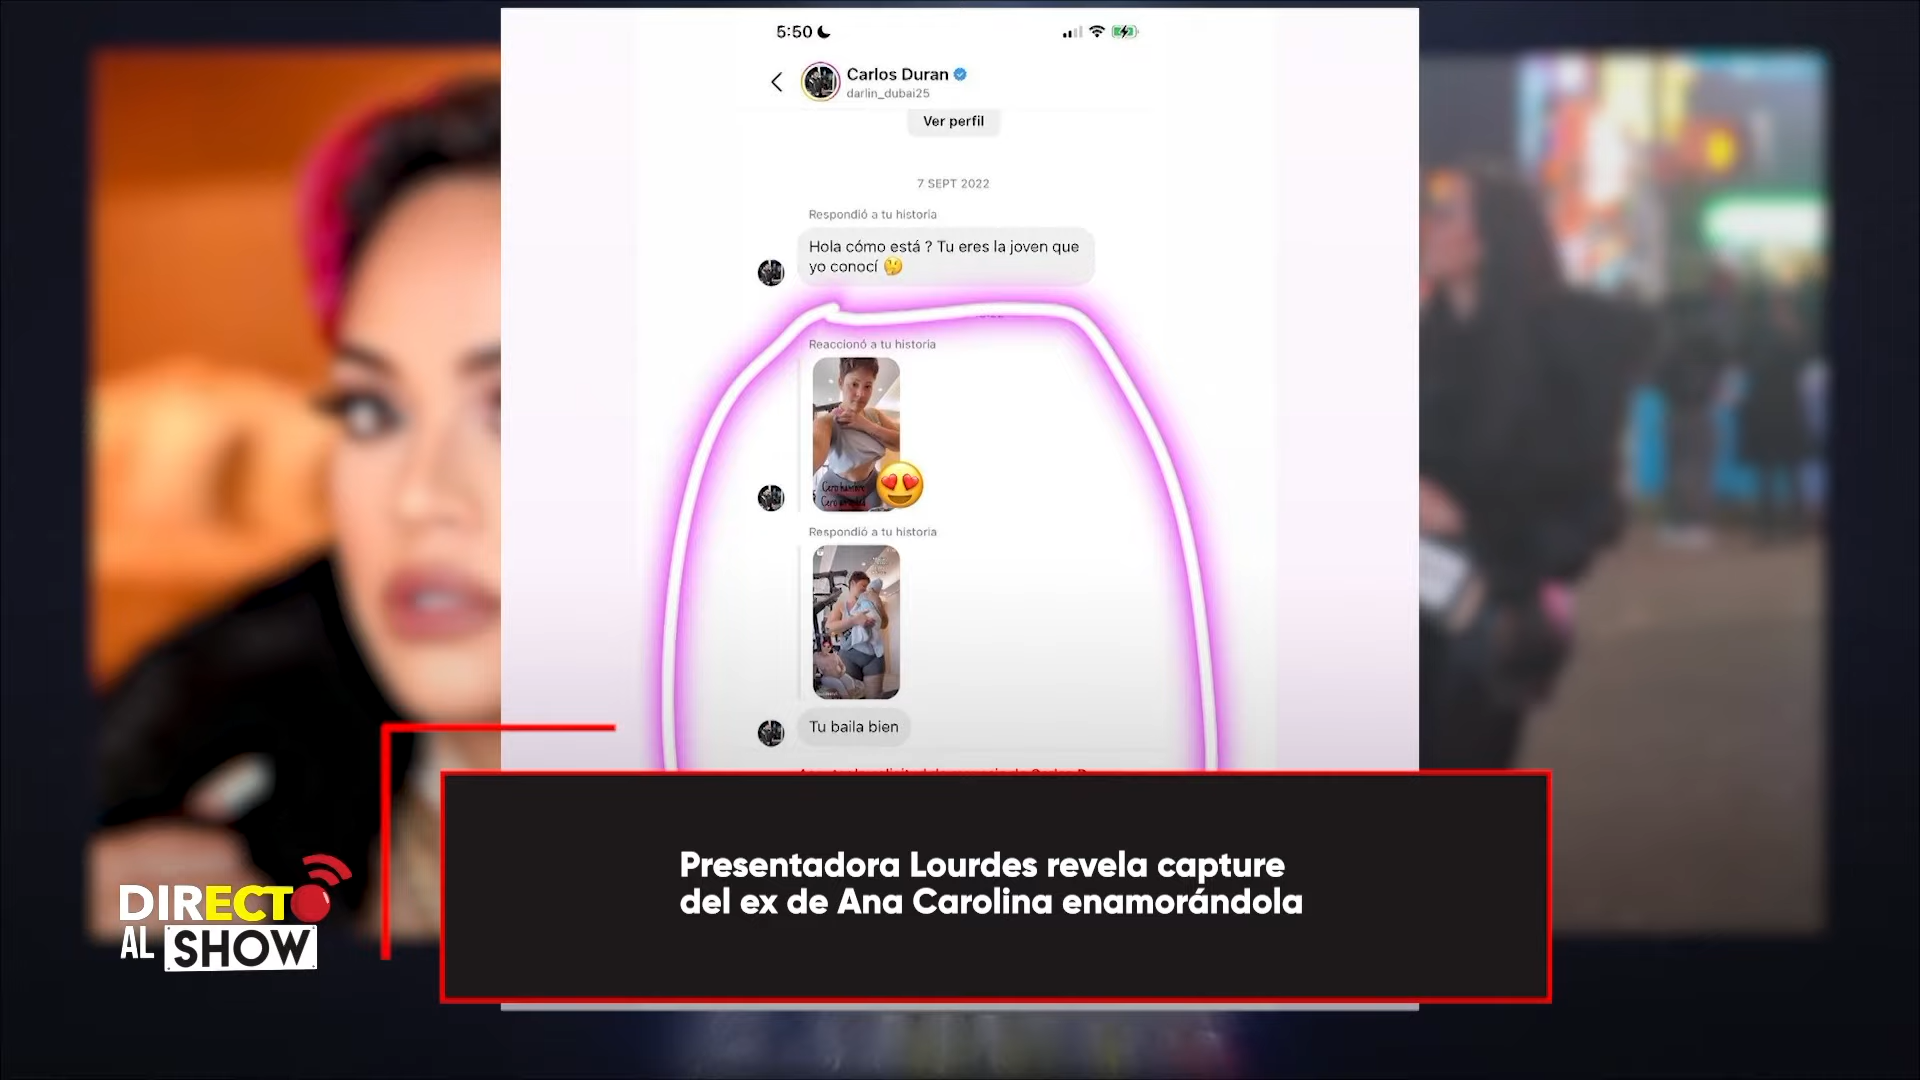 5:50
Carlos Duran
darlin_dubai25
Ver perfil
7 SEPT 2022
Respondió a tu historia
Hola cómo está ? Tu eres la joven que
yo conocí 🤔
Reaccionó a tu historia
Cero hambre
Respondió a tu historia
Tu baila bien
Presentadora Lourdes revela capture
del ex de Ana Carolina enamorándola
DIRECTO
AL SHOW